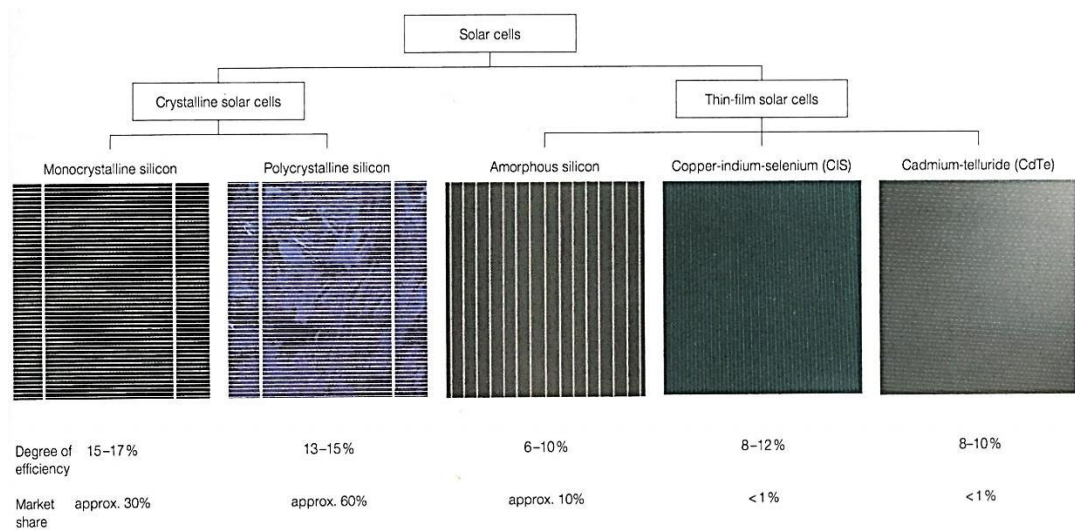 Solar cells
Crystalline solar cells
Thin-film solar cells
Monocrystalline silicon
Polycrystalline silicon
Amorphous silicon
Copper-indium-selenium (CIS)
Cadmium-telluride (CdTe)
Degree of
efficiency
15–17%
13–15%
6–10%
8–12%
8–10%
Market
share
approx. 30%
approx. 60%
approx. 10%
<1%
<1%